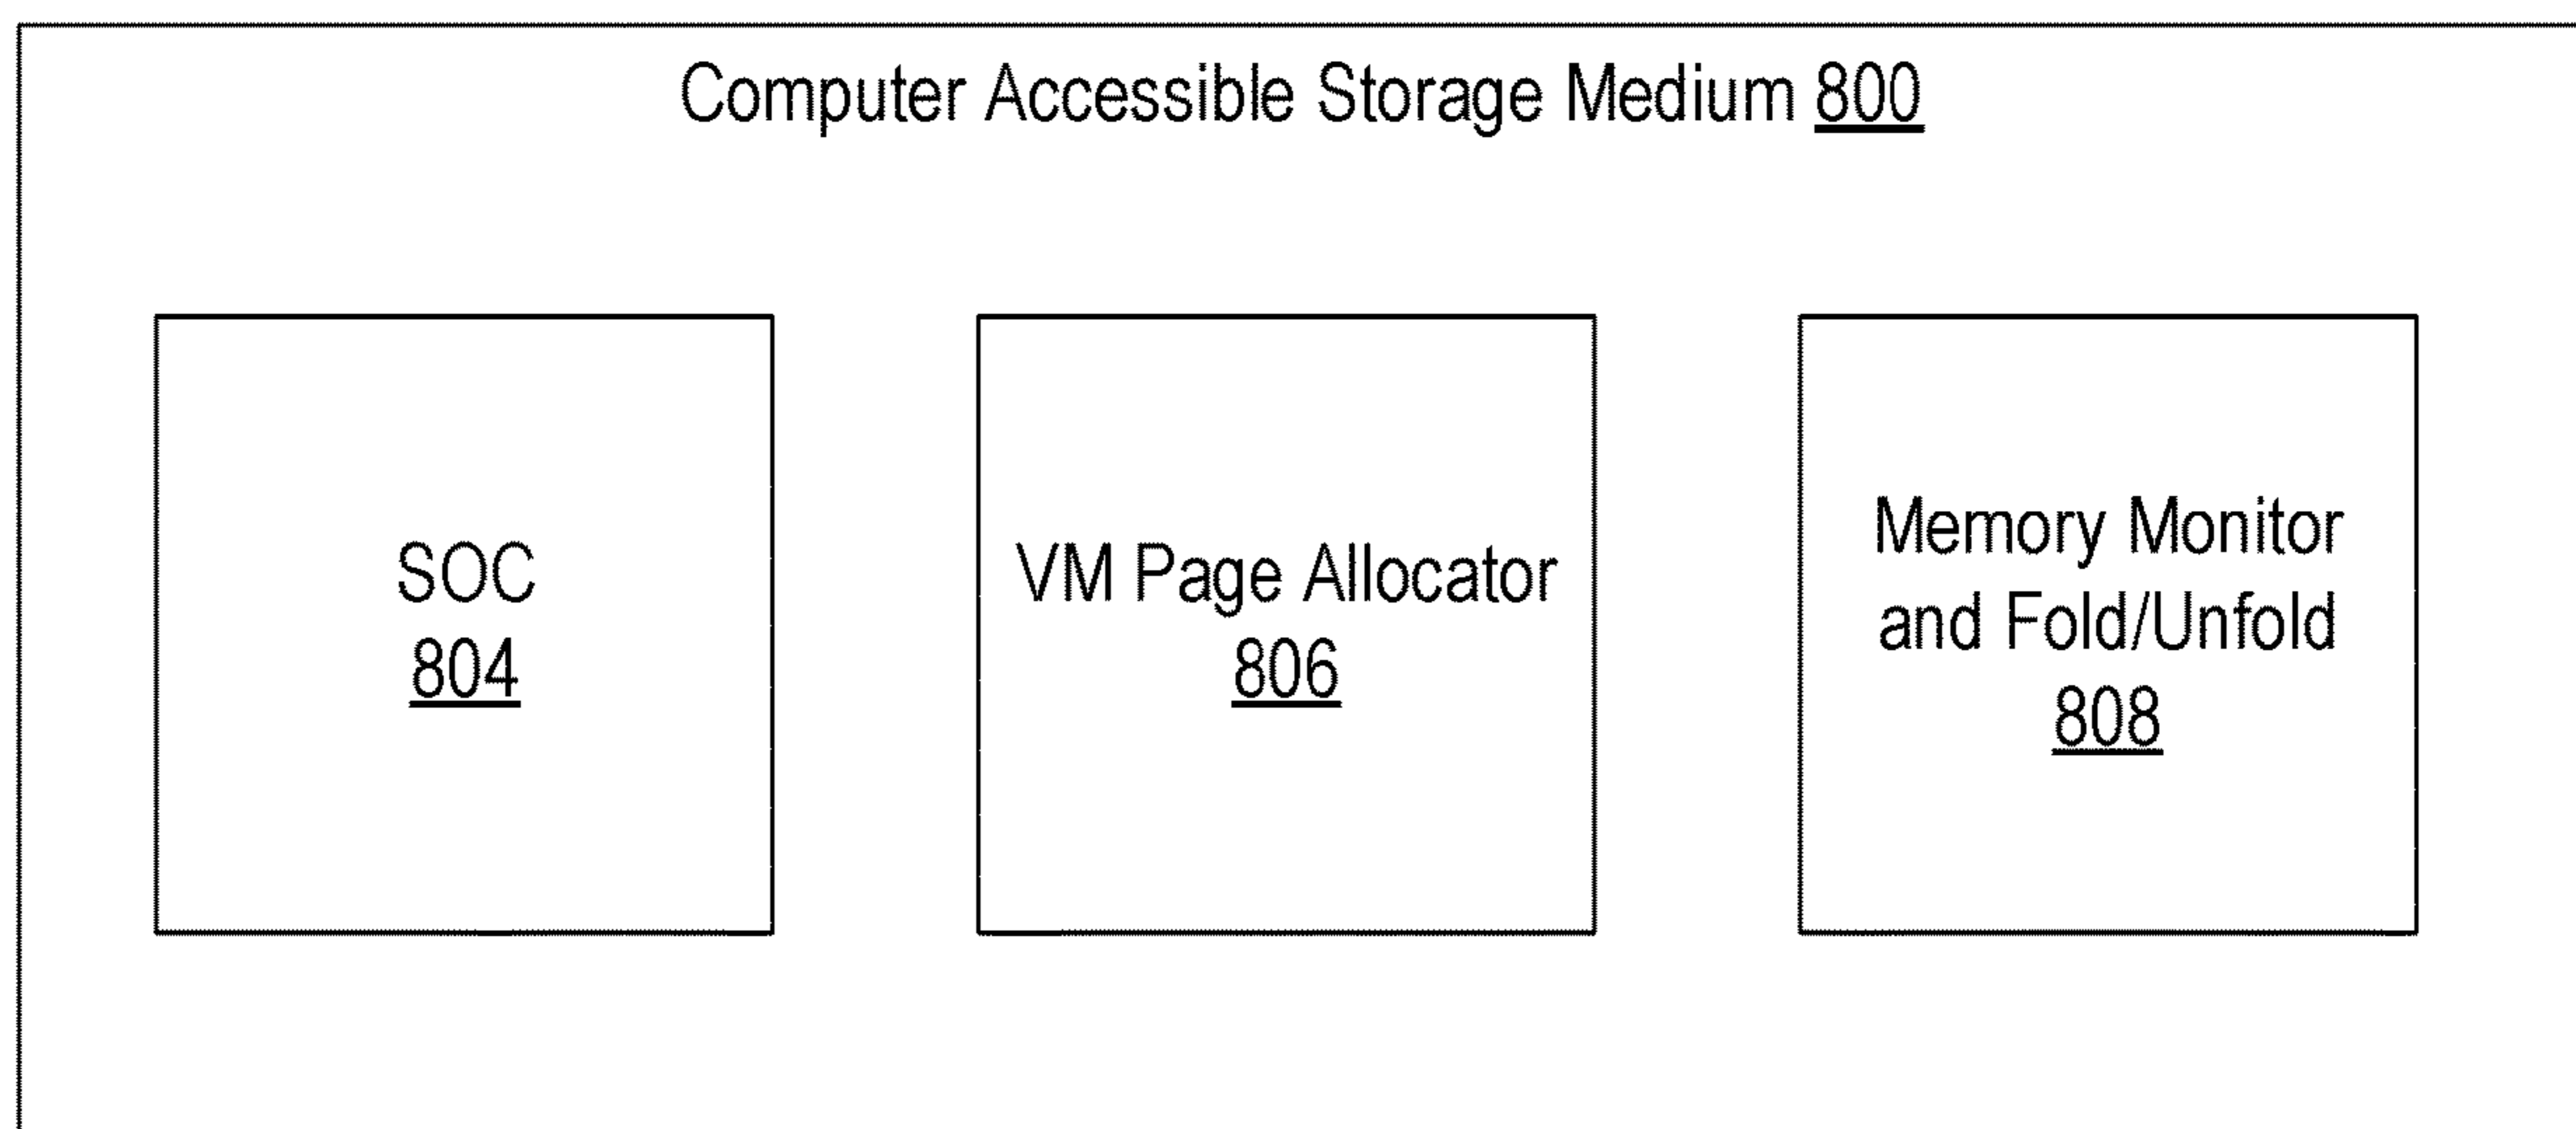 Computer Accessible Storage Medium 800
SOC
804
VM Page Allocator
806
Memory Monitor
and Fold/Unfold
808